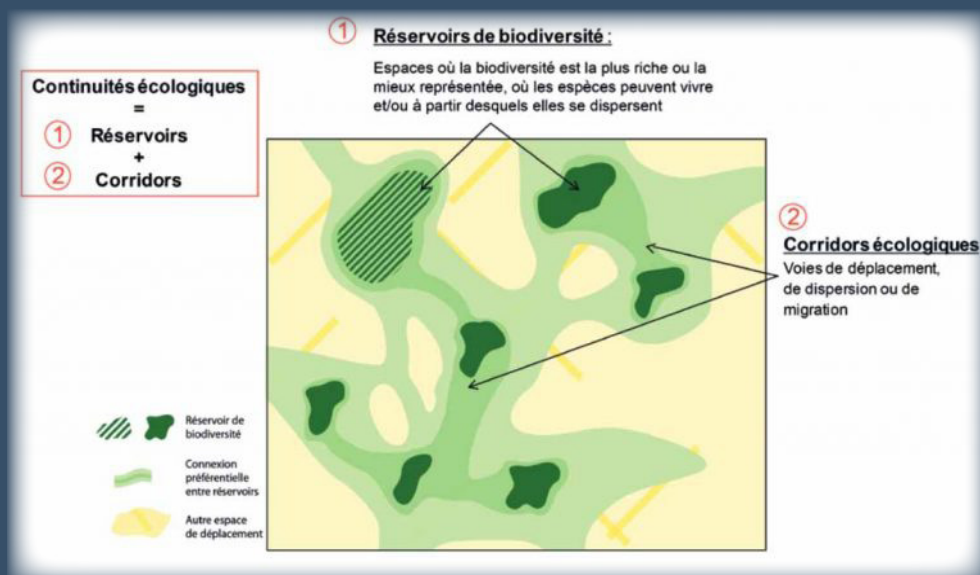 ① Réservoirs de biodiversité :
Espaces où la biodiversité est la plus riche ou la
mieux représentée, où les espèces peuvent vivre
et/ou à partir desquels elles se dispersent
Continuités écologiques
=
① Réservoirs
+
② Corridors
②
Corridors écologiques
Voies de déplacement,
de dispersion ou de
migration
Réservoir de
biodiversité
Connexion
préférentielle
entre réservoirs
Autre espace
de déplacement